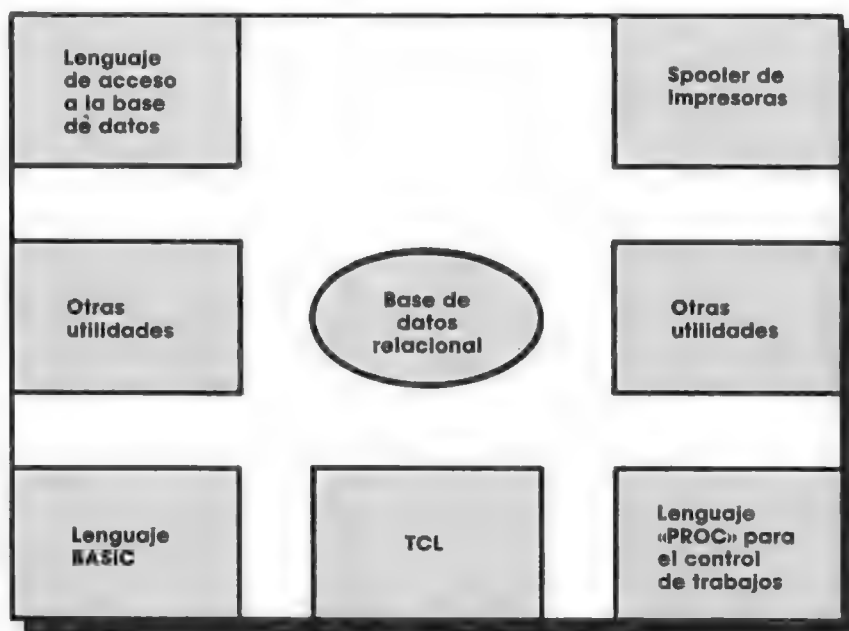 Lenguaje
de acceso
a la base
de datos
Spooler de
impresoras
Otras
utilidades
Base de
datos
relacional
Otras
utilidades
Lenguaje
BASIC
TCL
Lenguaje
«PROC» para
el control
de trabajos